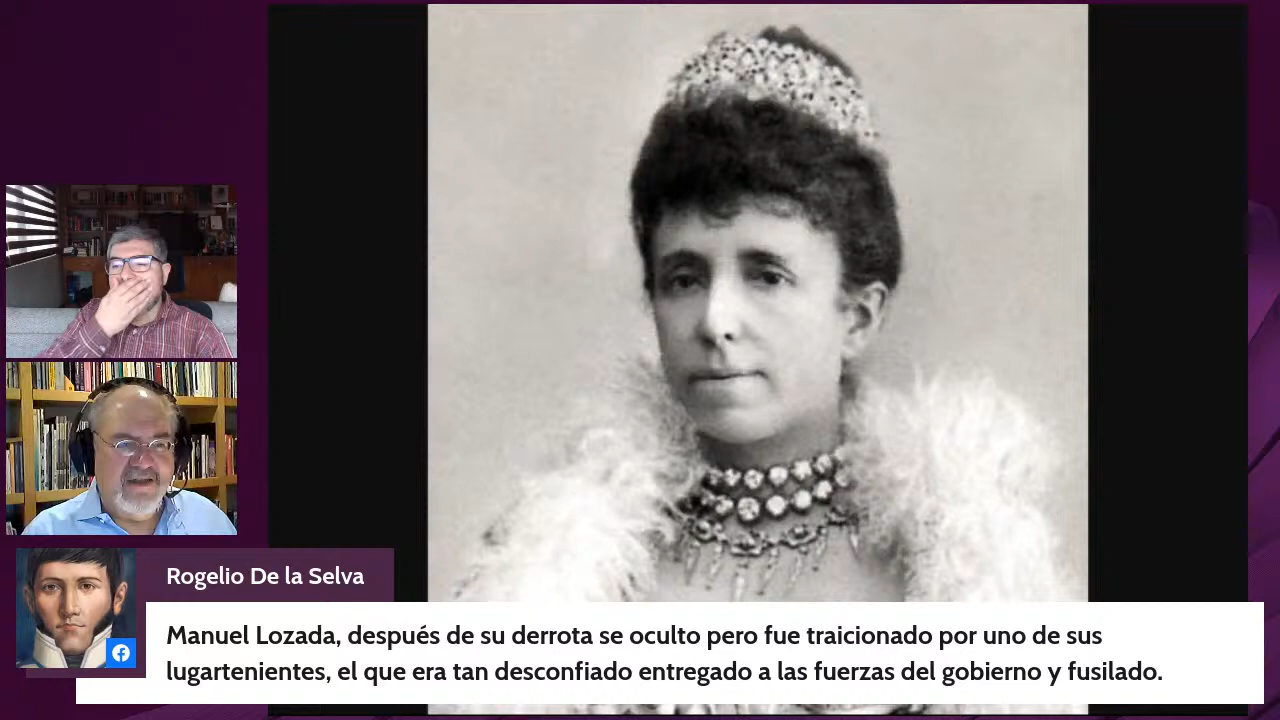 Rogelio De la Selva
Manuel Lozada, después de su derrota se oculto pero fue traicionado por uno de sus
lugartenientes, el que era tan desconfiado entregado a las fuerzas del gobierno y fusilado.